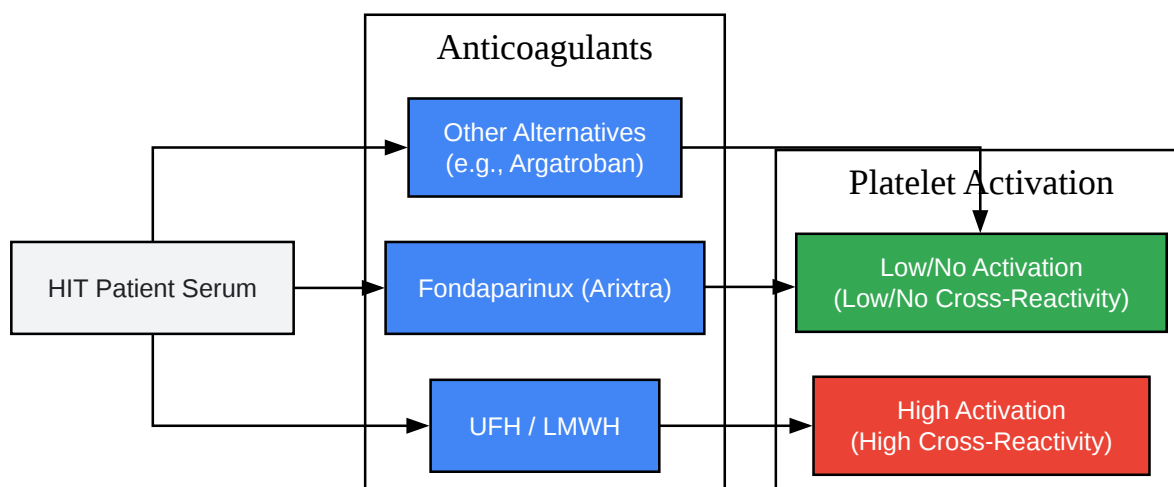 Anticoagulants
Other Alternatives
(e.g., Argatroban)
Platelet Activation
HIT Patient Serum
Fondaparinux (Arixtra)
Low/No Activation
(Low/No Cross-Reactivity)
UFH / LMWH
High Activation
(High Cross-Reactivity)